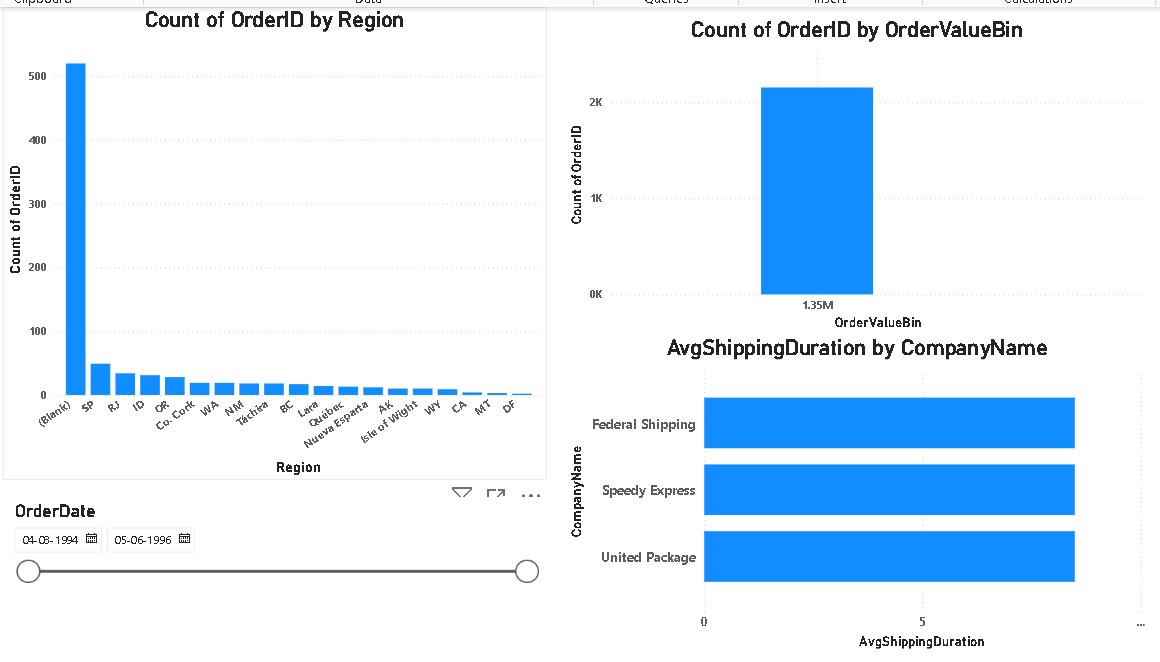 Clipboard
Data
Queries
Insert
Calculations
Count of OrderID by Region
Count of OrderID
500
400
300
200
100
0
(Blank)
SP
RJ
ID
OR
Co. Cork
WA
NM
Táchira
BC
Lara
Québec
Nueva Esparta
AK
Isle of Wight
WY
CA
MT
DF
Region
OrderDate
04-08-1994
05-06-1996
Count of OrderID by OrderValueBin
Count of OrderID
2K
1K
0K
1.35M
OrderValueBin
AvgShippingDuration by CompanyName
CompanyName
Federal Shipping
Speedy Express
United Package
0
5
...
AvgShippingDuration